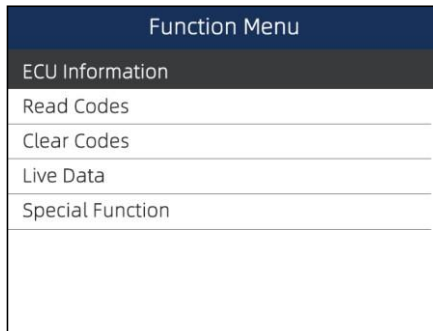 Function Menu
ECU Information
Read Codes
Clear Codes
Live Data
Special Function